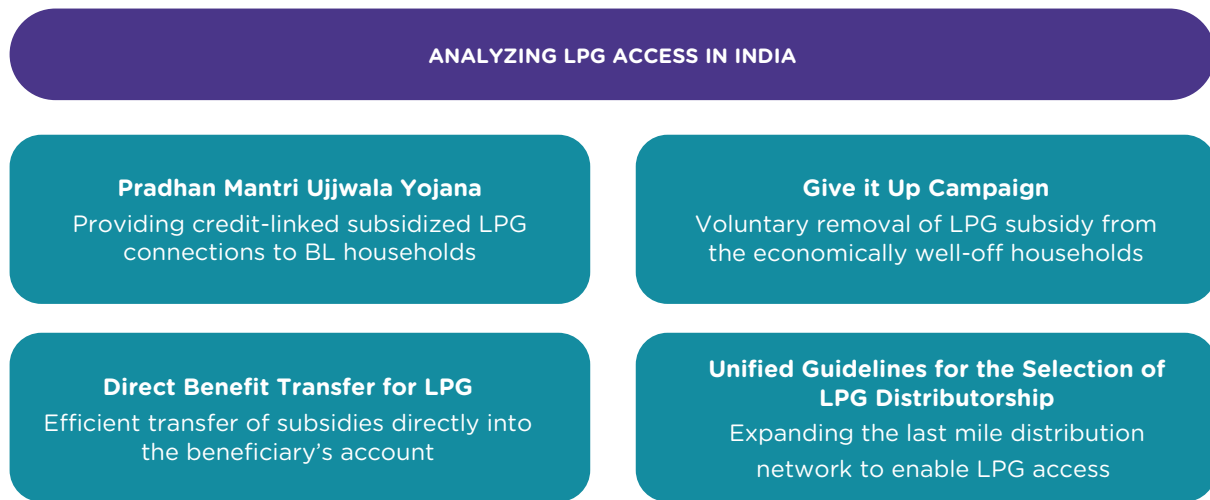 ANALYZING LPG ACCESS IN INDIA
Pradhan Mantri Ujjwala Yojana
Providing credit-linked subsidized LPG
connections to BL households
Give it Up Campaign
Voluntary removal of LPG subsidy from
the economically well-off households
Direct Benefit Transfer for LPG
Efficient transfer of subsidies directly into
the beneficiary's account
Unified Guidelines for the Selection of
LPG Distributorship
Expanding the last mile distribution
network to enable LPG access